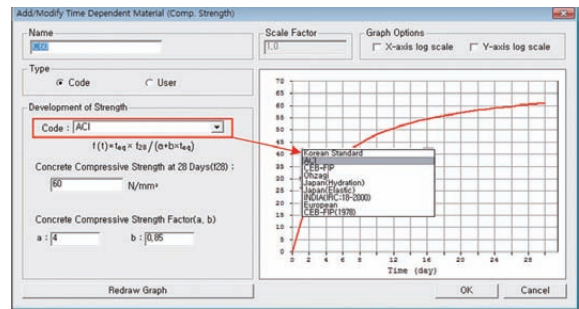 Add/Modify Time Dependent Material (Comp. Strength)
Name
C60
Scale Factor
1.0
Graph Options
X-axis log scale
Y-axis log scale
Type
Code
User
Development of Strength
Code : ACI
f(t)=teq× f28/(a+b×teq)
Concrete Compressive Strength at 28 Days(f28) :
60 N/mm²
Concrete Compressive Strength Factor(a, b)
a : 4 b : 0,85
Redraw Graph
70
65
60
55
50
45
40
Korean Standard
ACI
CEB-FIP
Ohzagi
Japan(Hydration)
Japan(Elastic)
INDIA(IRC:18-2000)
European
CEB-FIP(1978)
15
10
5
0
0 2 4 6 8 12 16 20 24 28
Time (day)
OK
Cancel